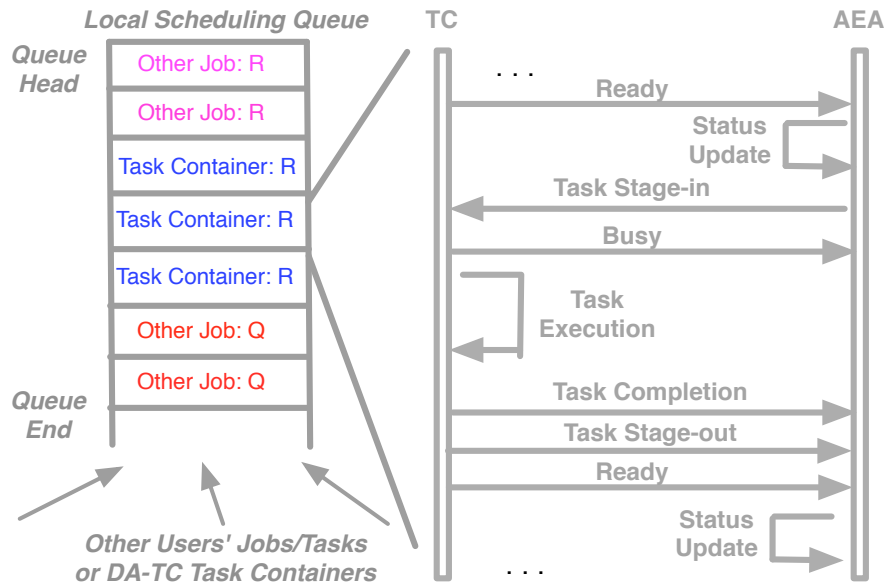 Local Scheduling Queue
Queue
Head
Other Job: R
Other Job: R
Task Container: R
Task Container: R
Task Container: R
Other Job: Q
Other Job: Q
Queue
End
Other Users' Jobs/Tasks
or DA-TC Task Containers
TC
AEA
. . .
Ready
Status
Update
Task Stage-in
Busy
Task
Execution
Task Completion
Task Stage-out
Ready
Status
Update
. . .